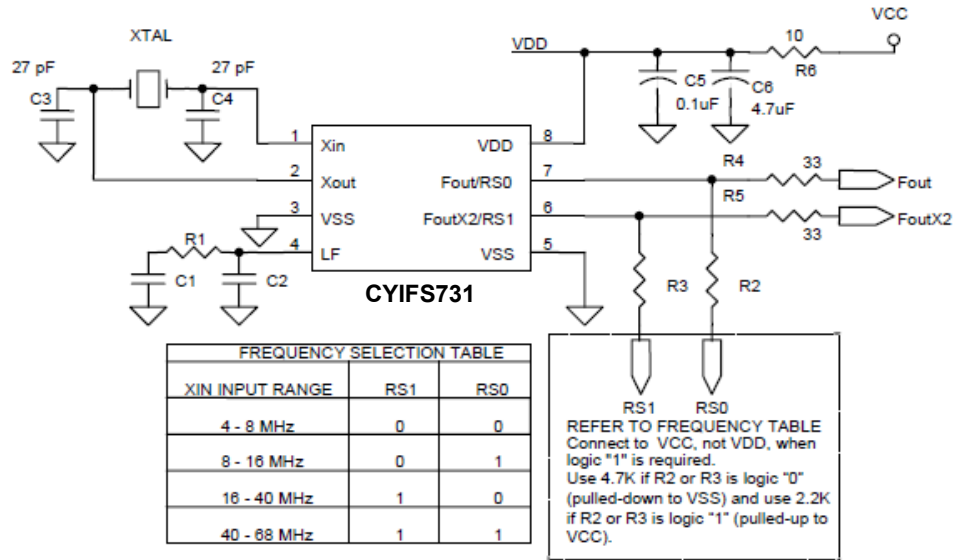 VCC
XTAL
10
VDD
R6
27 pF
27 pF
C3
C4
C5
C6
0.1uF
4.7uF
1
Xin
VDD
8
R4
33
2
Xout
Fout/RS0
7
Fout
R5
3
VSS
FoutX2/RS1
6
FoutX2
33
R1
4
LF
VSS
5
C1
C2
R3
R2
CYIFS731
FREQUENCY SELECTION TABLE
XIN INPUT RANGE RS1 RS0
4 - 8 MHz 0 0
8 - 16 MHz 0 1
16 - 40 MHz 1 0
40 - 68 MHz 1 1
RS1 RS0
REFER TO FREQUENCY TABLE
Connect to VCC, not VDD, when
logic "1" is required.
Use 4.7K if R2 or R3 is logic "0"
(pulled-down to VSS) and use 2.2K
if R2 or R3 is logic "1" (pulled-up to
VCC).